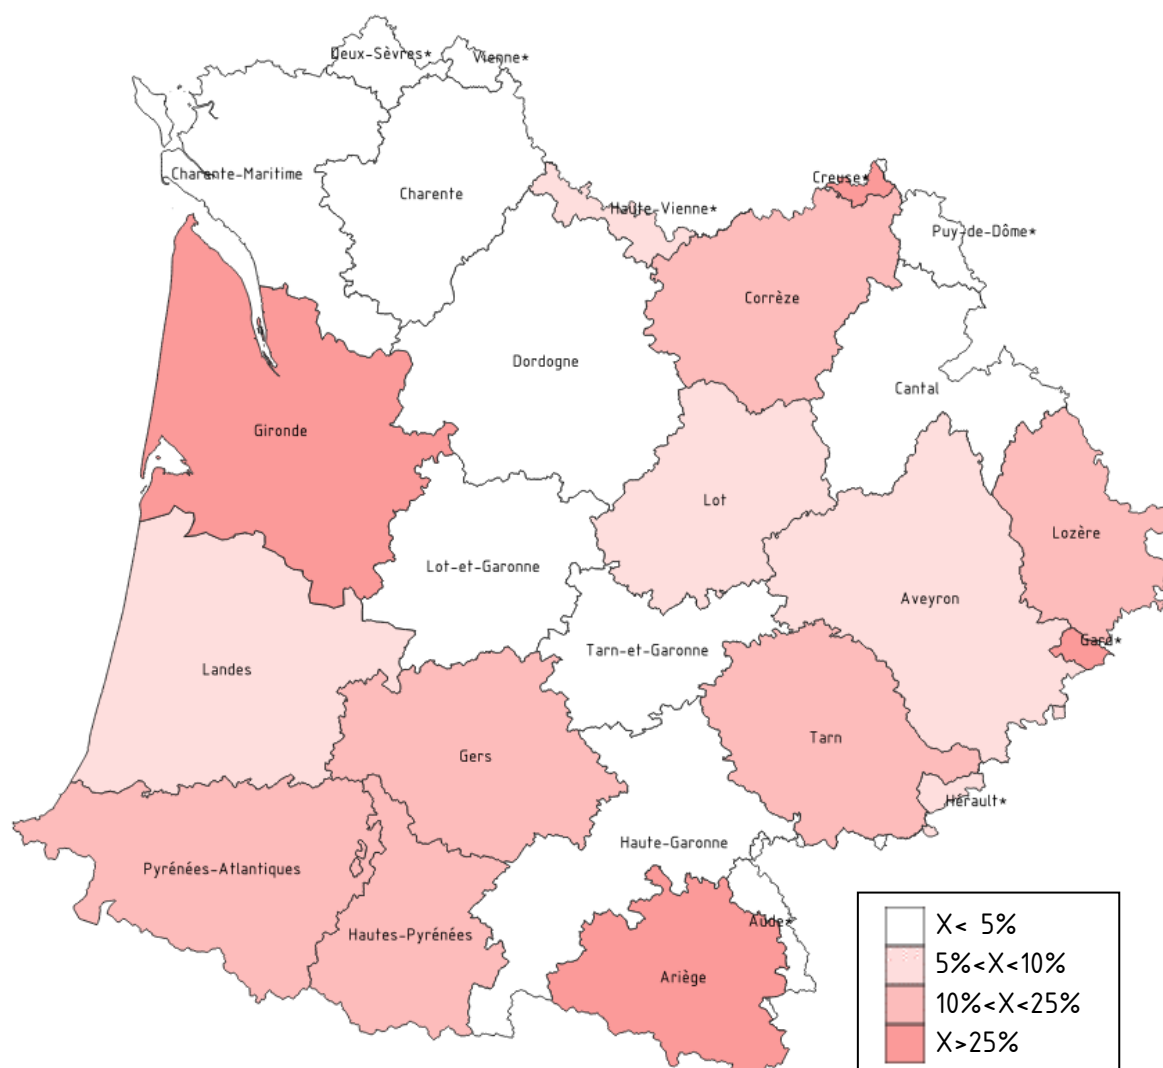 Deux-Sèvres*
Vienne*
Charente-Maritime
Charente
Creuse*
Haute-Vienne*
Puy-de-Dôme*
Corrèze
Dordogne
Cantal
Gironde
Lot
Lozère
Lot-et-Garonne
Aveyron
Gard*
Tarn-et-Garonne
Landes
Tarn
Gers
Hérault*
Haute-Garonne
Pyrénées-Atlantiques
Aude*
Hautes-Pyrénées
Ariège
X< 5%
5%<X<10%
10%<X<25%
X>25%